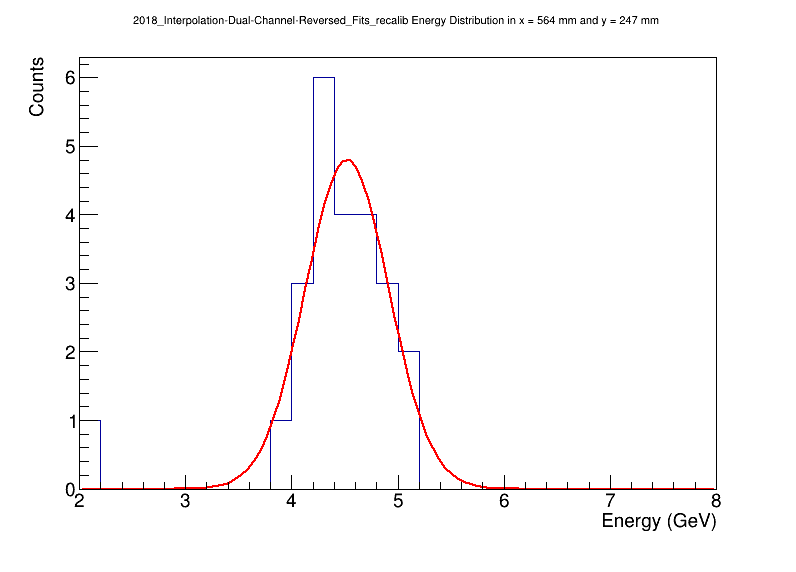 2018_Interpolation-Dual-Channel-Reversed_Fits_recalib Energy Distribution in x = 564 mm and y = 247 mm
Counts
6
5
4
3
2
1
0
2 3 4 5 6 7 8
Energy (GeV)